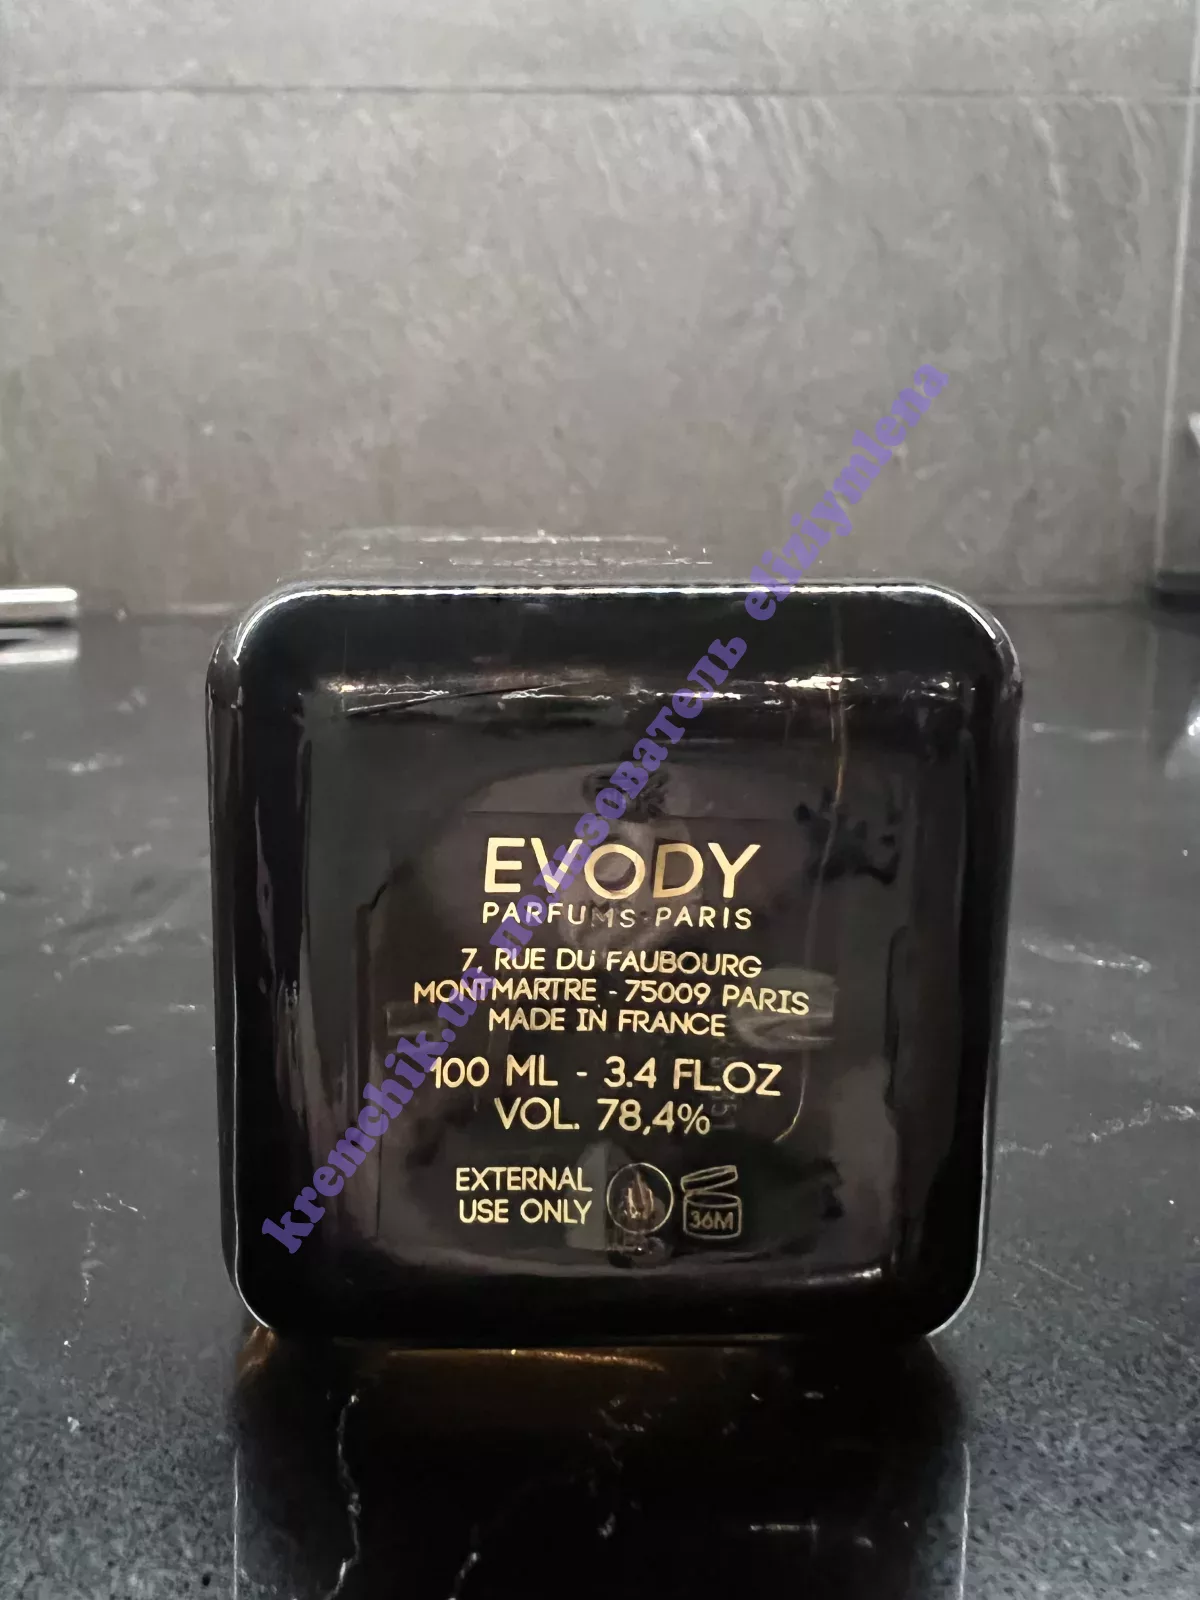 EVODY
PARFUMS PARIS
7, RUE DU FAUBOURG
MONTMARTRE - 75009 PARIS
MADE IN FRANCE
100 ML - 3.4 FL.OZ
VOL. 78,4%
EXTERNAL
USE ONLY
36M
kremchik.ua пользователь eliziymlena